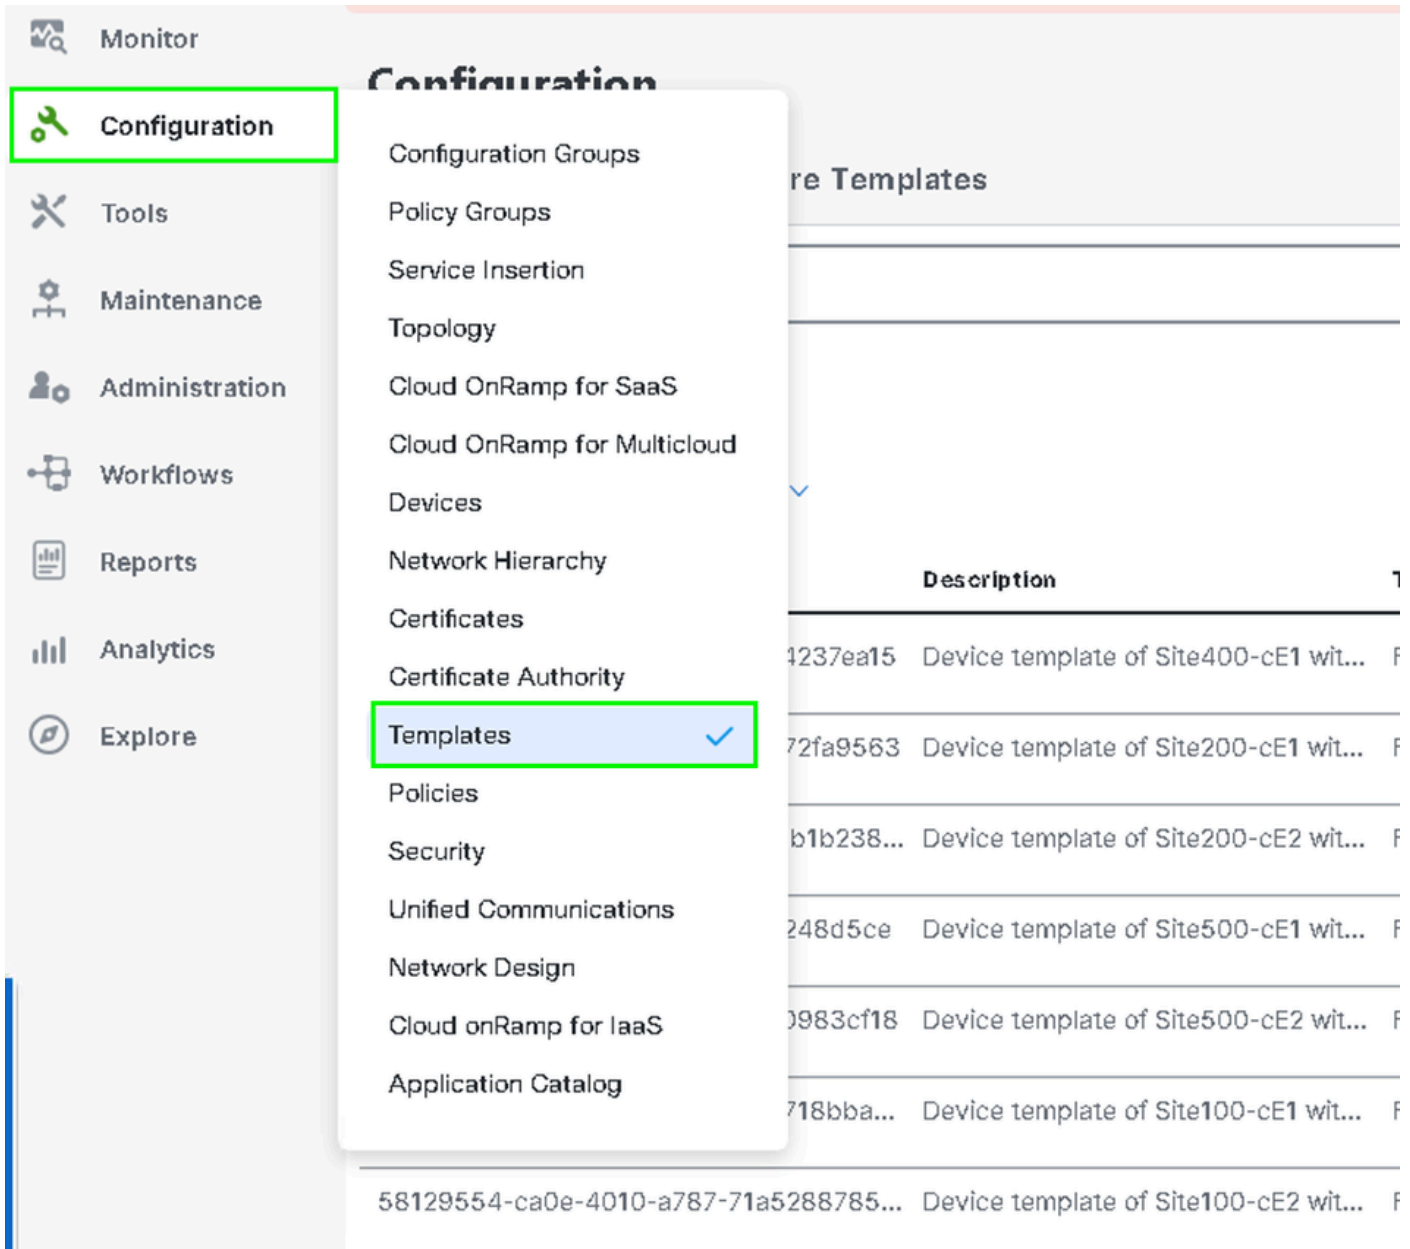 Monitor
Configuration
Tools
Maintenance
Administration
Workflows
Reports
Analytics
Explore
Configuration
Configuration Groups
Policy Groups
Service Insertion
Topology
Cloud OnRamp for SaaS
Cloud OnRamp for Multicloud
Devices
Network Hierarchy
Certificates
Certificate Authority
Templates
Policies
Security
Unified Communications
Network Design
Cloud onRamp for IaaS
Application Catalog
re Templates
Description
4237ea15 Device template of Site400-cE1 wit...
72fa9563 Device template of Site200-cE1 wit...
b1b238... Device template of Site200-cE2 wit...
248d5ce Device template of Site500-cE1 wit...
0983cf18 Device template of Site500-cE2 wit...
718bba... Device template of Site100-cE1 wit...
58129554-ca0e-4010-a787-71a5288785... Device template of Site100-cE2 wit...